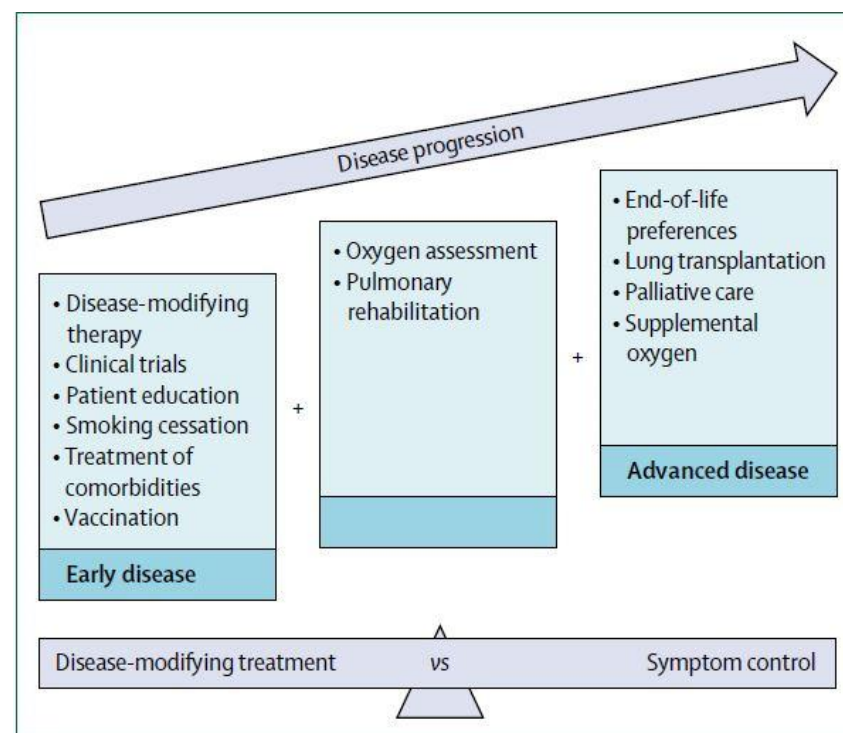 Disease progression
• Disease-modifying
therapy
• Clinical trials
• Patient education
• Smoking cessation
• Treatment of
comorbidities
• Vaccination
Early disease
+
• Oxygen assessment
• Pulmonary
rehabilitation
+
• End-of-life
preferences
• Lung transplantation
• Palliative care
• Supplemental
oxygen
Advanced disease
Disease-modifying treatment vs Symptom control